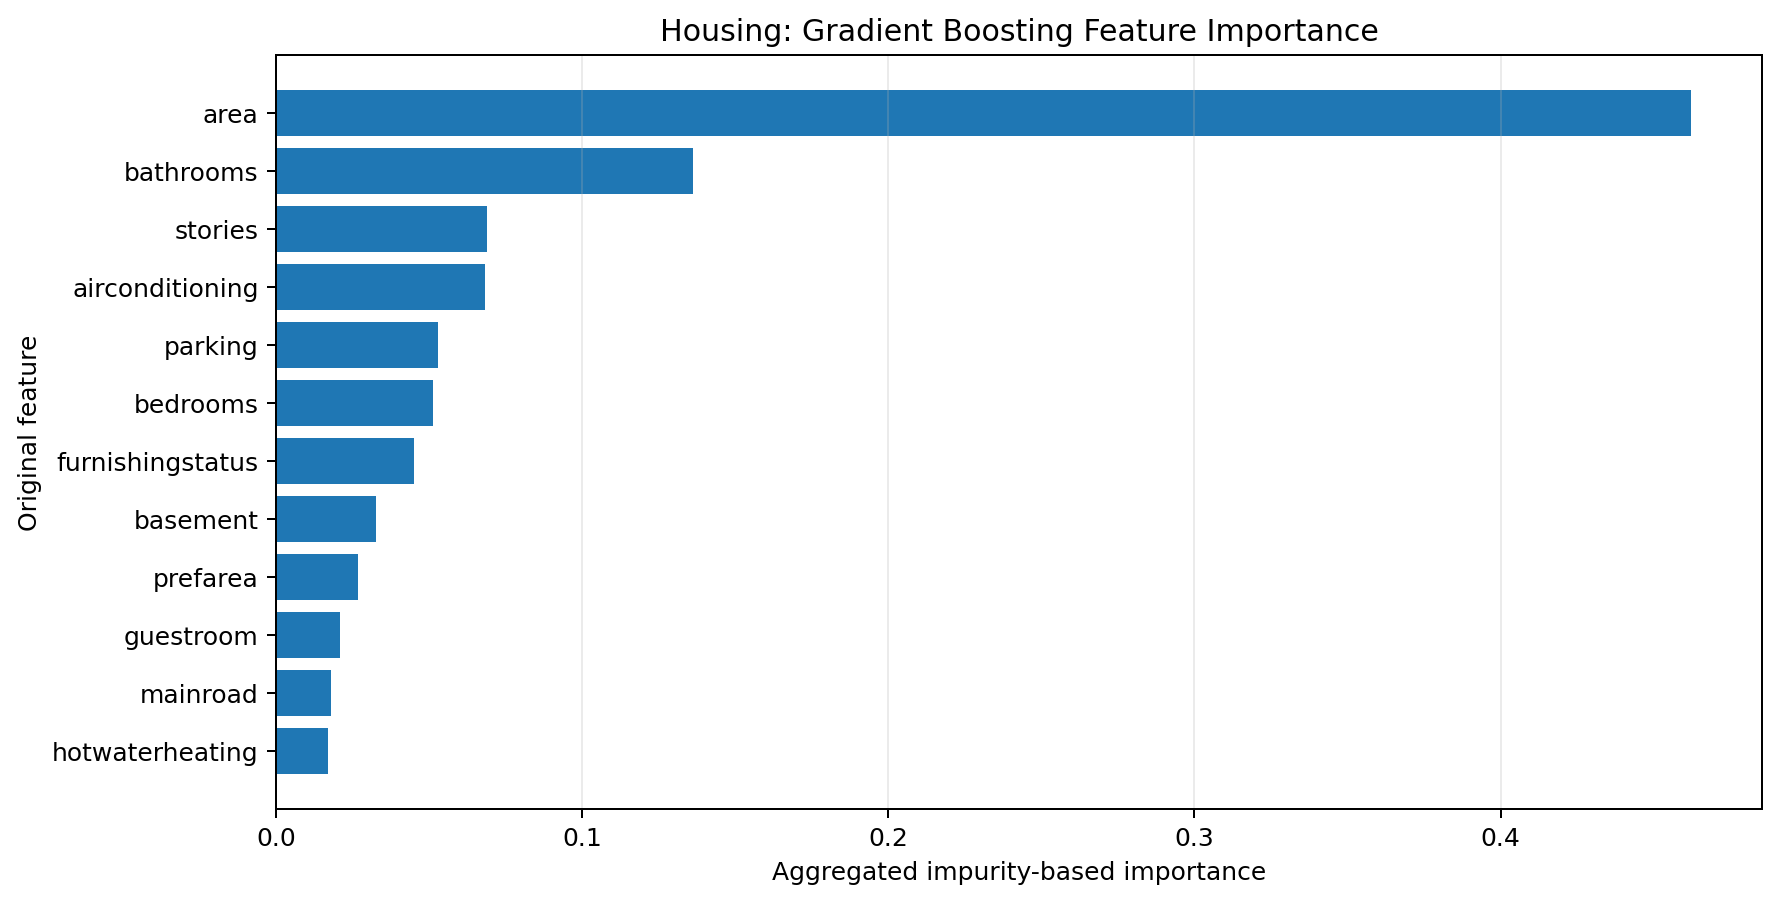 Housing: Gradient Boosting Feature Importance
Original feature
area
bathrooms
stories
airconditioning
parking
bedrooms
furnishingstatus
basement
prefarea
guestroom
mainroad
hotwaterheating
0.0 0.1 0.2 0.3 0.4
Aggregated impurity-based importance